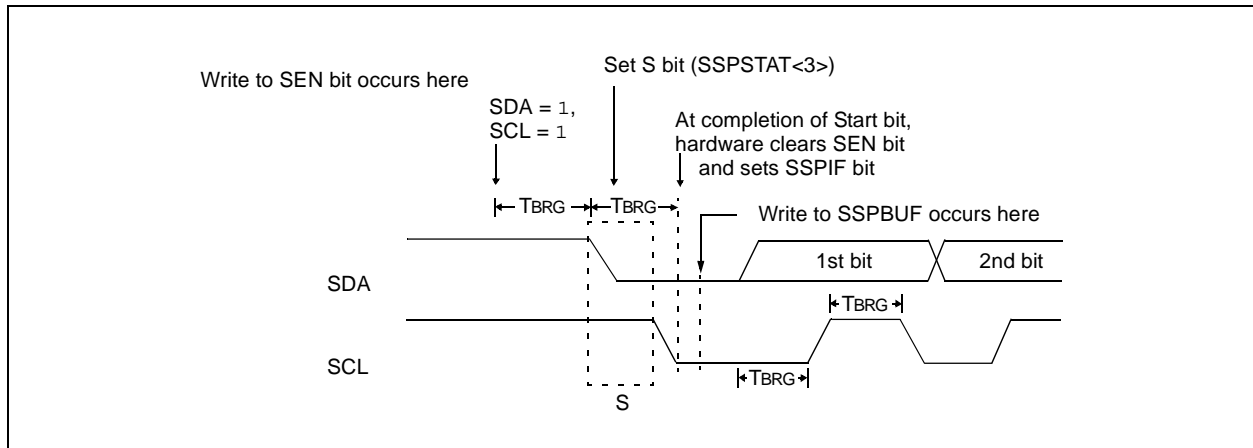 Set S bit (SSPSTAT<3>)
Write to SEN bit occurs here
SDA = 1,
SCL = 1
At completion of Start bit,
hardware clears SEN bit
and sets SSPIF bit
TBRG
TBRG
Write to SSPBUF occurs here
1st bit
2nd bit
SDA
TBRG
SCL
TBRG
S